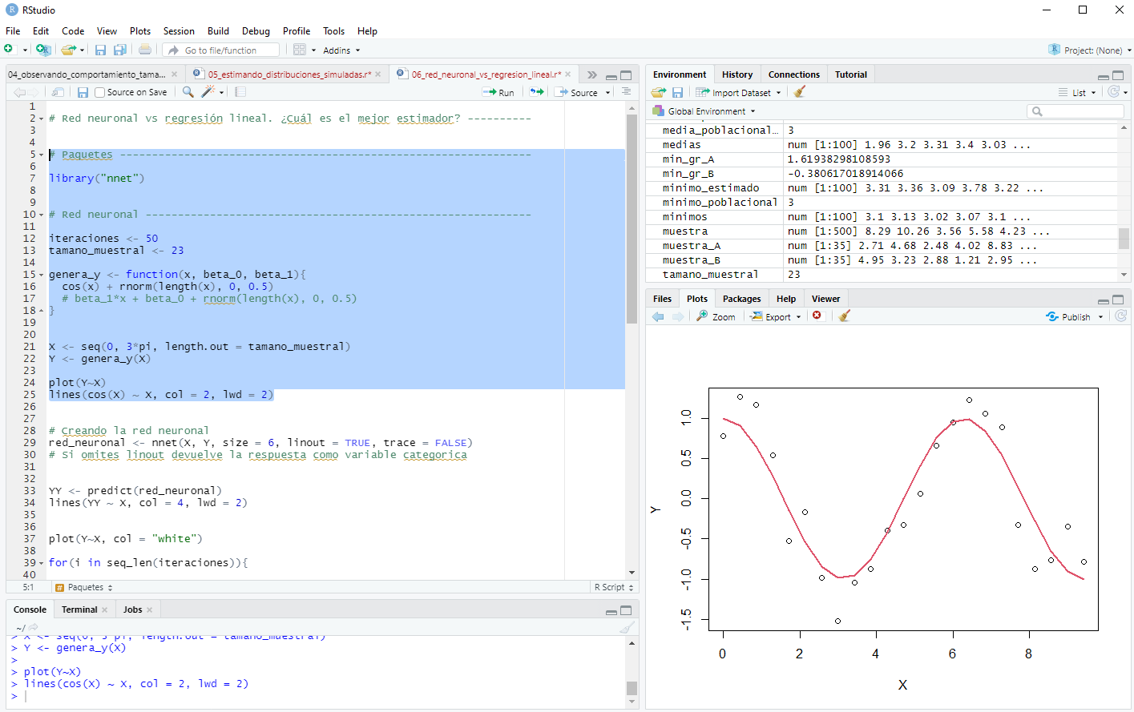 RStudio
File Edit Code View Plots Session Build Debug Profile Tools Help
Go to file/function Addins Project: (None)
04_observando_comportamiento_tama... 05_estimando_distribuciones_simuladas.r* 06_red_neuronal_vs_regresion_lineal.r*
Source on Save Run Source
1
2 # Red neuronal vs regresión lineal. ¿Cuál es el mejor estimador? ----------
3
4
5 # Paquetes -----------------------------------------------------------------
6
7 library("nnet")
8
9
10 # Red neuronal -------------------------------------------------------------
11
12 iteraciones <- 50
13 tamano_muestral <- 23
14
15 genera_y <- function(x, beta_0, beta_1){
16 cos(x) + rnorm(length(x), 0, 0.5)
17 # beta_1*x + beta_0 + rnorm(length(x), 0, 0.5)
18 }
19
20
21 X <- seq(0, 3*pi, length.out = tamano_muestral)
22 Y <- genera_y(X)
23
24 plot(Y~X)
25 lines(cos(X) ~ X, col = 2, lwd = 2)
26
27
28 # Creando la red neuronal
29 red_neuronal <- nnet(X, Y, size = 6, linout = TRUE, trace = FALSE)
30 # Si omites linout devuelve la respuesta como variable categorica
31
32
33 YY <- predict(red_neuronal)
34 lines(YY ~ X, col = 4, lwd = 2)
35
36
37 plot(Y~X, col = "white")
38
39 for(i in seq_len(iteraciones)){
40
5:1 Paquetes R Script
Console Terminal Jobs
~/
> X <- seq(0, 3*pi, length.out = tamano_muestral)
> Y <- genera_y(X)
>
> plot(Y~X)
> lines(cos(X) ~ X, col = 2, lwd = 2)
>
Environment History Connections Tutorial
Import Dataset List
Global Environment
media_poblacional... 3
medias num [1:100] 1.96 3.2 3.31 3.4 3.03 ...
min_gr_A 1.61938298108593
min_gr_B -0.380617018914066
minimo_estimado num [1:100] 3.31 3.36 3.09 3.78 3.22 ...
minimo_poblacional 3
minimos num [1:100] 3.1 3.13 3.02 3.07 3.1 ...
muestra num [1:500] 8.29 10.26 3.56 5.58 4.23 ...
muestra_A num [1:35] 2.71 4.68 2.48 4.02 8.83 ...
muestra_B num [1:35] 4.95 3.23 2.88 1.21 2.95 ...
tamano_muestral 23
Files Plots Packages Help Viewer
Zoom Export Publish
1.0
0.5
0.0
-0.5
-1.0
-1.5
Y
0 2 4 6 8
X